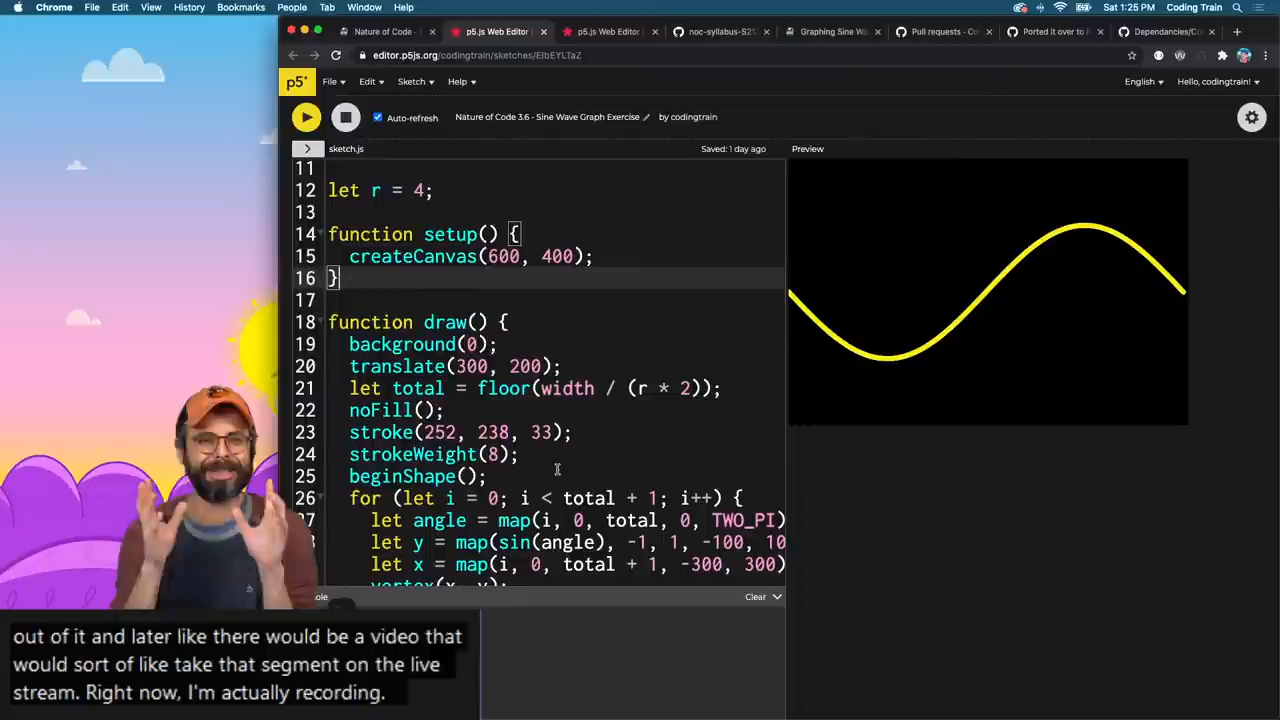 Chrome File Edit View History Bookmarks People Tab Window Help Sat 1:25 PM Coding Train
Nature of Code - p5.js Web Editor p5.js Web Editor noc-syllabus-S21 Graphing Sine Wa Pull requests - Co Ported it over to Dependencies/Cu
editor.p5js.org/codingtrain/sketches/EIbEYLTaZ
p5* File Edit Sketch Help English Hello, codingtrain!
Auto-refresh Nature of Code 3.6 - Sine Wave Graph Exercise by codingtrain
sketch.js Saved: 1 day ago Preview
11
12 let r = 4;
13
14 function setup() {
15 createCanvas(600, 400);
16 }
17
18 function draw() {
19 background(0);
20 translate(300, 200);
21 let total = floor(width / (r * 2));
22 noFill();
23 stroke(252, 238, 33);
24 strokeWeight(8);
25 beginShape();
26 for (let i = 0; i < total + 1; i++) {
27 let angle = map(i, 0, total, 0, TWO_PI)
let y = map(sin(angle), -1, 1, -100, 10
let x = map(i, 0, total + 1, -300, 300)
vertex(x, y);
ole Clear
out of it and later like there would be a video that
would sort of like take that segment on the live
stream. Right now, I'm actually recording.